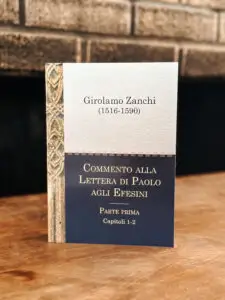 Girolamo Zanchi
(1516-1590)
COMMENTO ALLA
LETTERA DI PAOLO
AGLI EFESINI
PARTE PRIMA
Capitoli 1-2